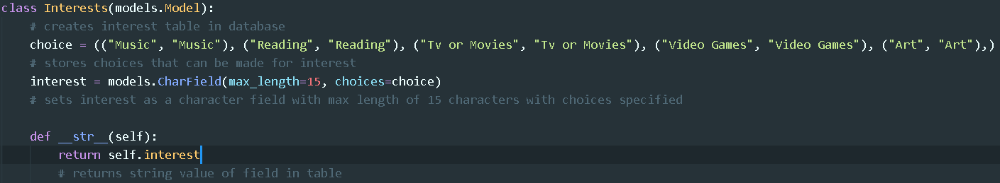 class Interests(models.Model):
    # creates interest table in database
    choice = (("Music", "Music"), ("Reading", "Reading"), ("Tv or Movies", "Tv or Movies"), ("Video Games", "Video Games"), ("Art", "Art"),)
    # stores choices that can be made for interest
    interest = models.CharField(max_length=15, choices=choice)
    # sets interest as a character field with max length of 15 characters with choices specified
    def __str__(self):
        return self.interest
        # returns string value of field in table